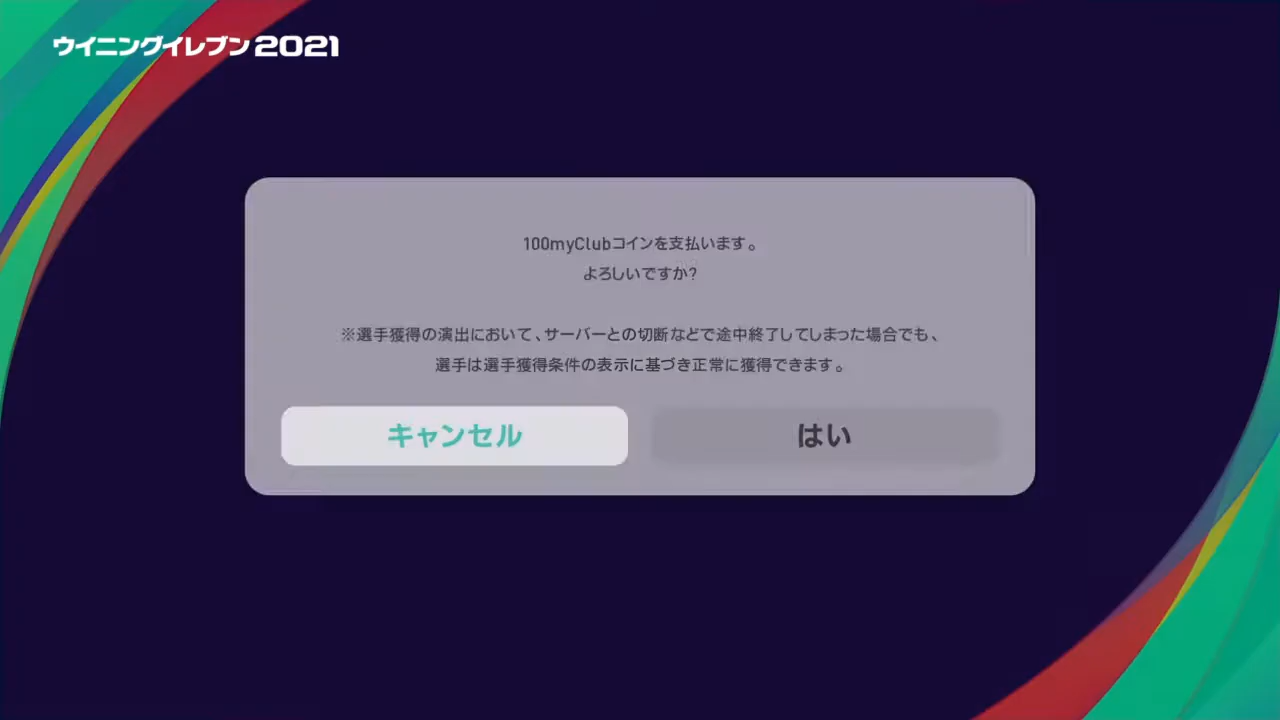 ウイニングイレブン2021
100myClubコインを支払います。
よろしいですか?
※選手獲得の演出において、サーバーとの切断などで途中終了してしまった場合でも、
選手は選手獲得条件の表示に基づき正常に獲得できます。
キャンセル
はい